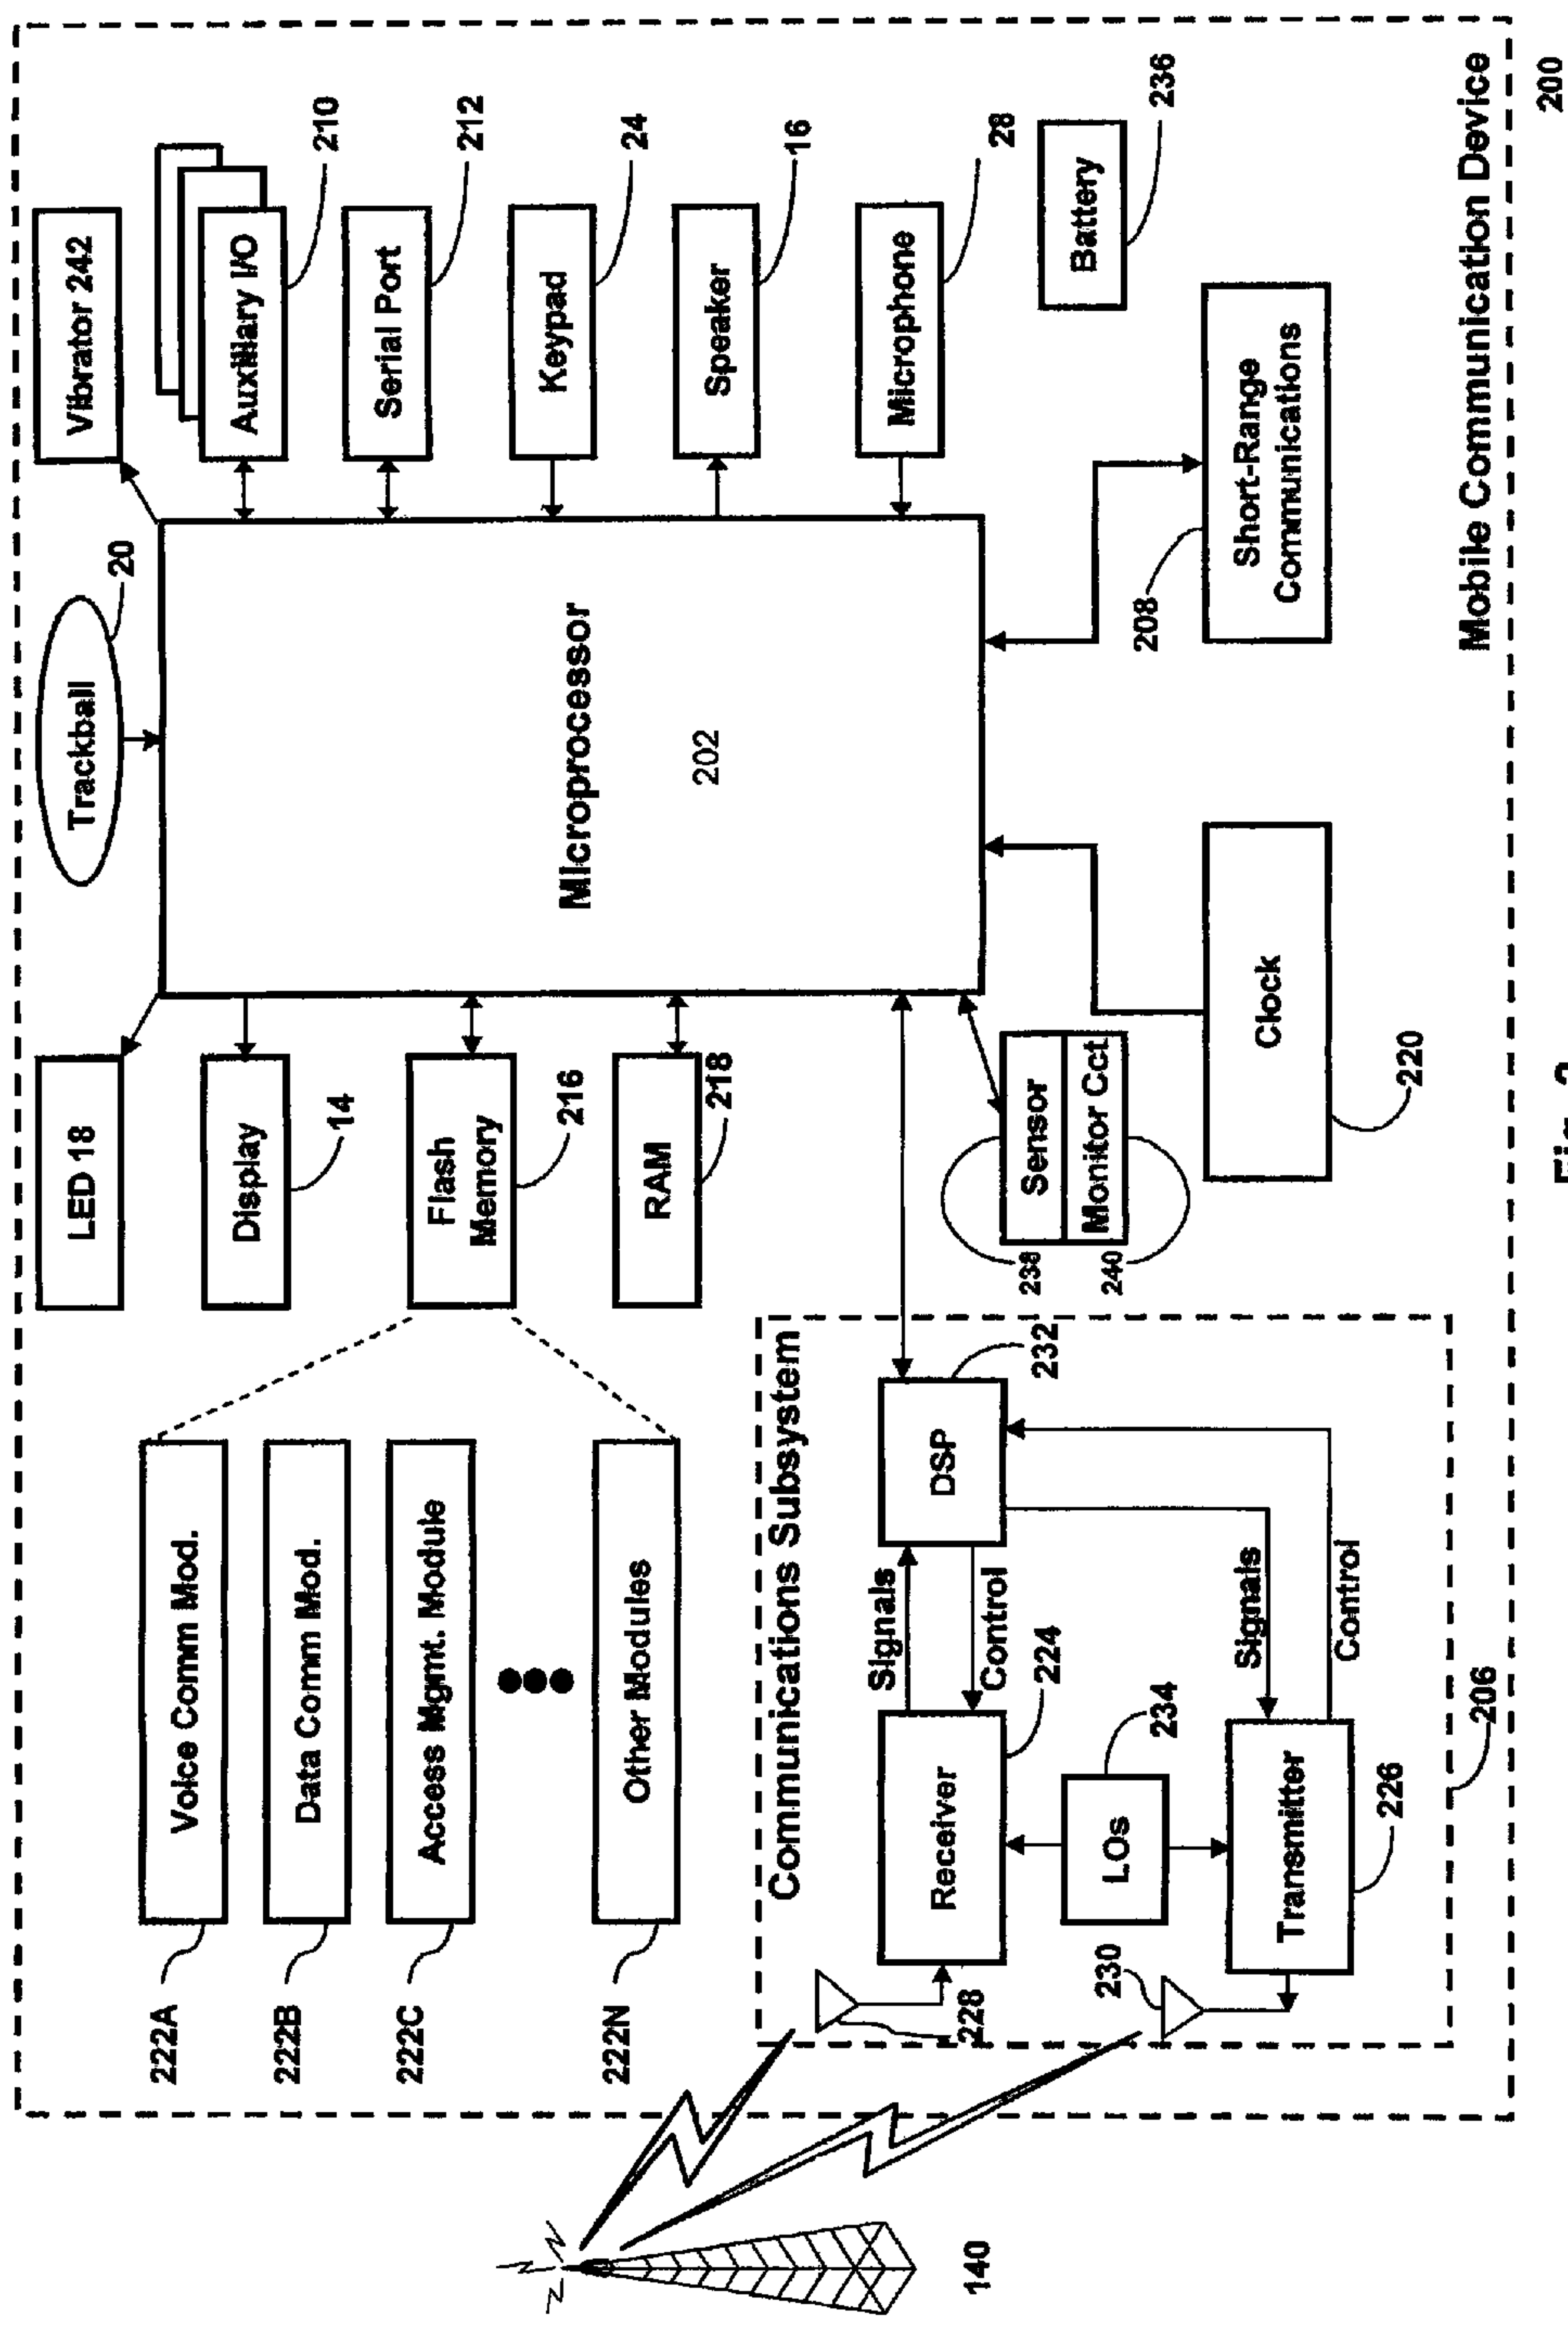 LED 18
Trackball
20
Vibrator 242
Display
14
Auxiliary I/O
210
Voice Comm Mod.
222A
Data Comm Mod.
222B
Access Mgmt. Module
222C
Other Modules
222N
Flash
Memory
216
RAM
218
Microprocessor
202
Serial Port
212
Keypad
24
Speaker
16
Microphone
28
Battery
236
Communications Subsystem
Signals
Control
DSP
232
Receiver
224
228
LOs
234
230
Signals
Control
Transmitter
226
206
Sensor
Monitor Cct
238
240
Clock
220
208
Short-Range
Communications
Mobile Communication Device
140
200